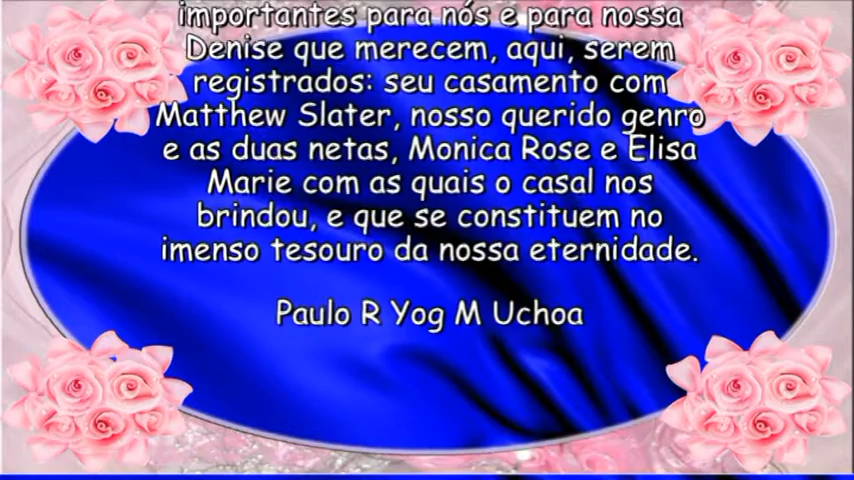 importantes para nós e para nossa
Denise que merecem, aqui, serem
registrados: seu casamento com
Matthew Slater, nosso querido genro
e as duas netas, Monica Rose e Elisa
Marie com as quais o casal nos
brindou, e que se constituem no
imenso tesouro da nossa eternidade.
Paulo R Yog M Uchoa